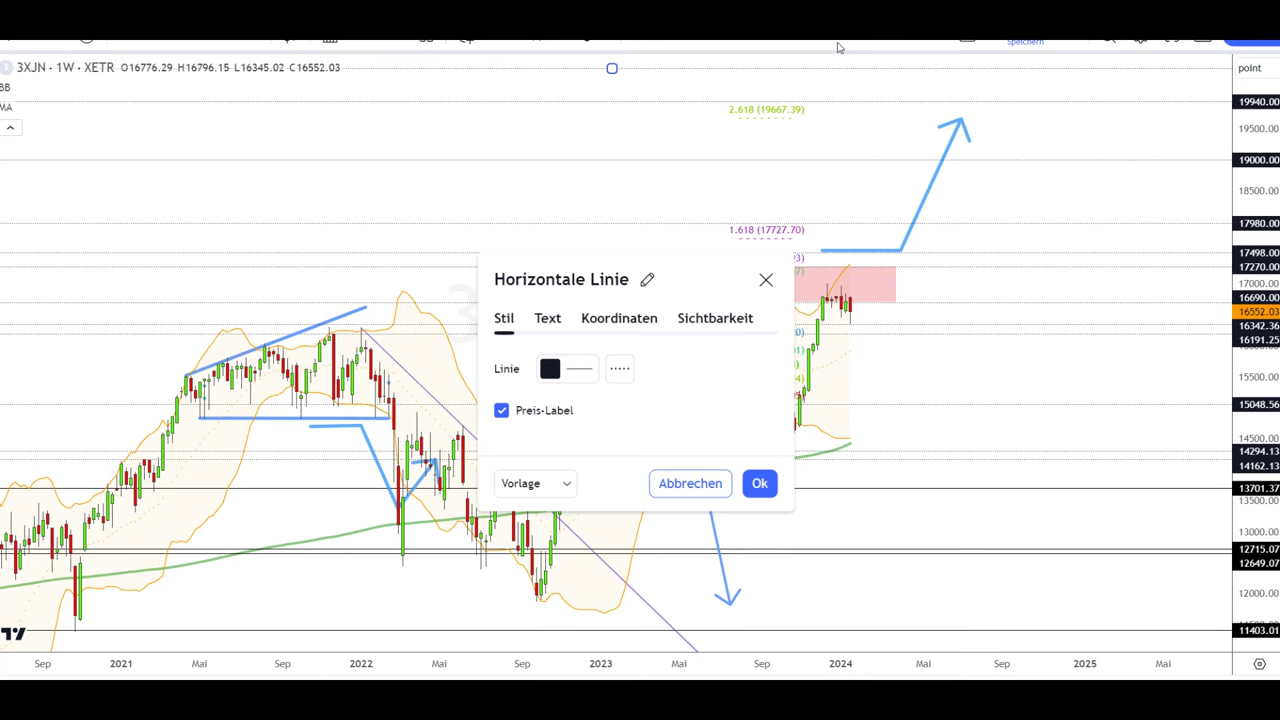 Speichern
3XJN · 1W · XETR O16776.29 H16796.15 L16345.02 C16552.03
point
BB
MA
2.618 (19667.39)
1.618 (17727.70)
Horizontale Linie
Stil Text Koordinaten Sichtbarkeit
Linie
Preis-Label
Vorlage
Abbrechen
Ok
19940.00
19500.00
19000.00
18500.00
17980.00
17498.00
17270.00
17000.00
16690.00
16552.03
16342.36
16191.25
15500.00
15048.56
14500.00
14294.13
14162.13
13701.37
13500.00
13000.00
12715.07
12649.07
12000.00
11403.01
Sep 2021 Mai Sep 2022 Mai Sep 2023 Mai Sep 2024 Mai Sep 2025 Mai